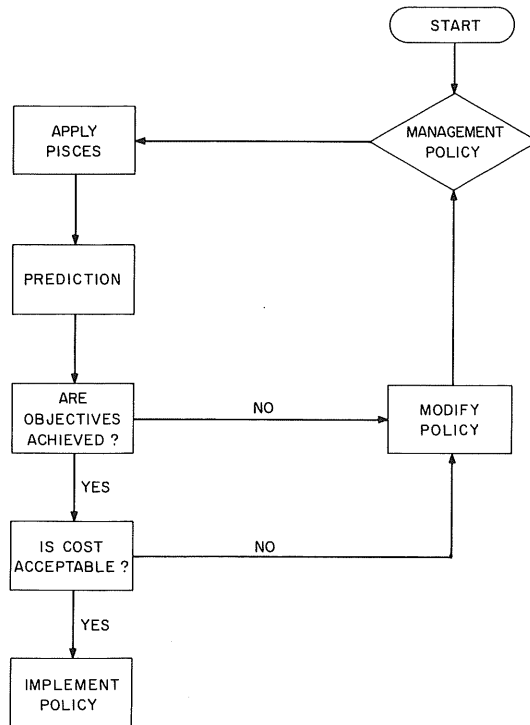 START
MANAGEMENT
POLICY
APPLY
PISCES
PREDICTION
ARE
OBJECTIVES
ACHIEVED ?
NO
MODIFY
POLICY
YES
IS COST
ACCEPTABLE ?
NO
YES
IMPLEMENT
POLICY